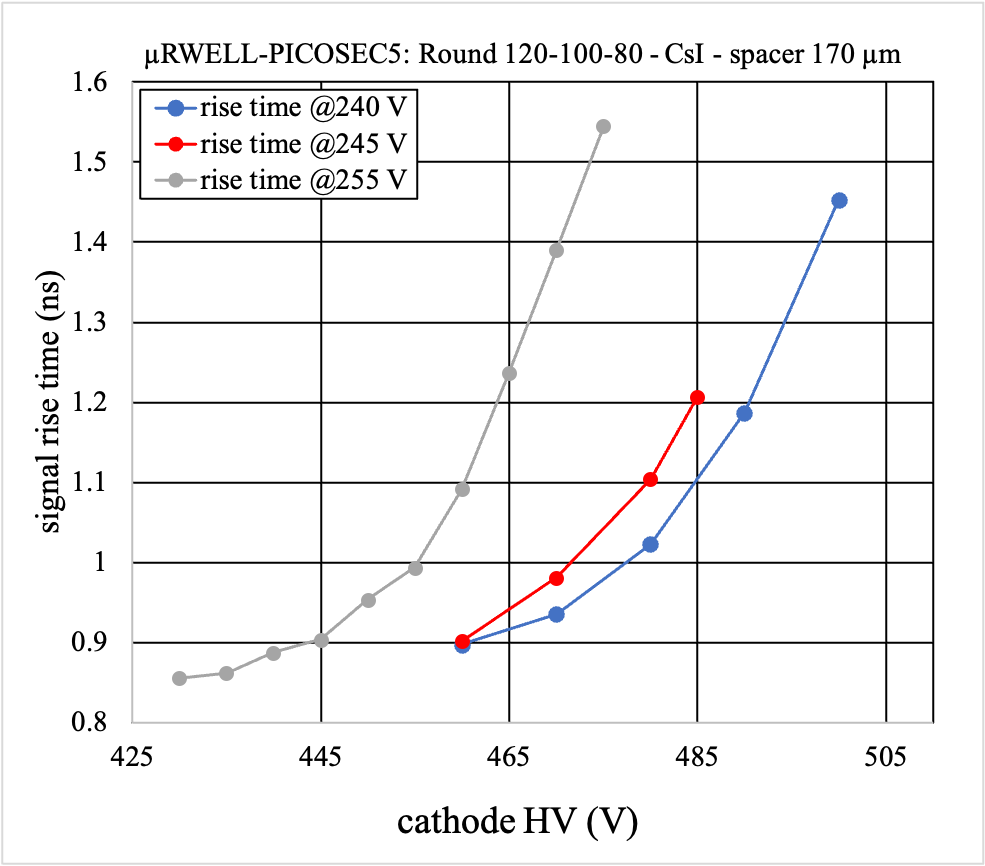 µRWELL-PICOSEC5: Round 120-100-80 - CsI - spacer 170 µm
rise time @240 V
rise time @245 V
rise time @255 V
signal rise time (ns)
1.6
1.5
1.4
1.3
1.2
1.1
1
0.9
0.8
425 445 465 485 505
cathode HV (V)